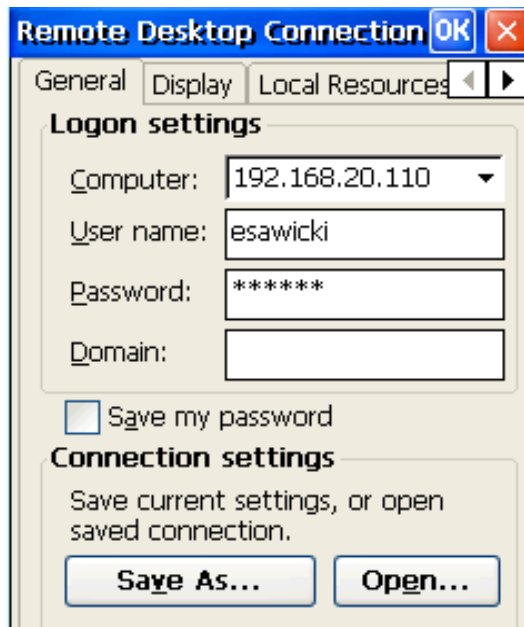 Remote Desktop Connection OK
General Display Local Resources
Logon settings
Computer: 192.168.20.110
User name: esawicki
Password: ******
Domain:
Save my password
Connection settings
Save current settings, or open
saved connection.
Save As... Open...